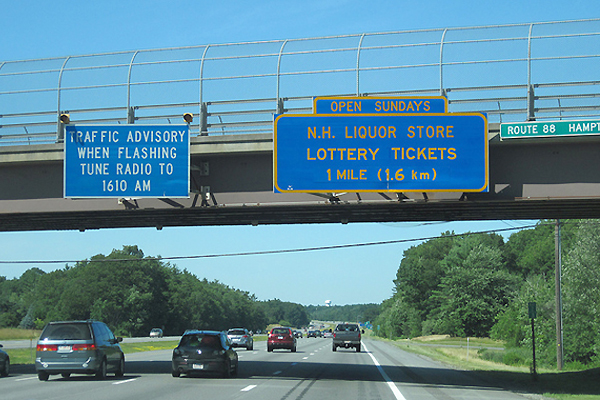 TRAFFIC ADVISORY
WHEN FLASHING
TUNE RADIO TO
1610 AM
OPEN SUNDAYS
N.H. LIQUOR STORE
LOTTERY TICKETS
1 MILE (1.6 km)
ROUTE 88 HAMPT